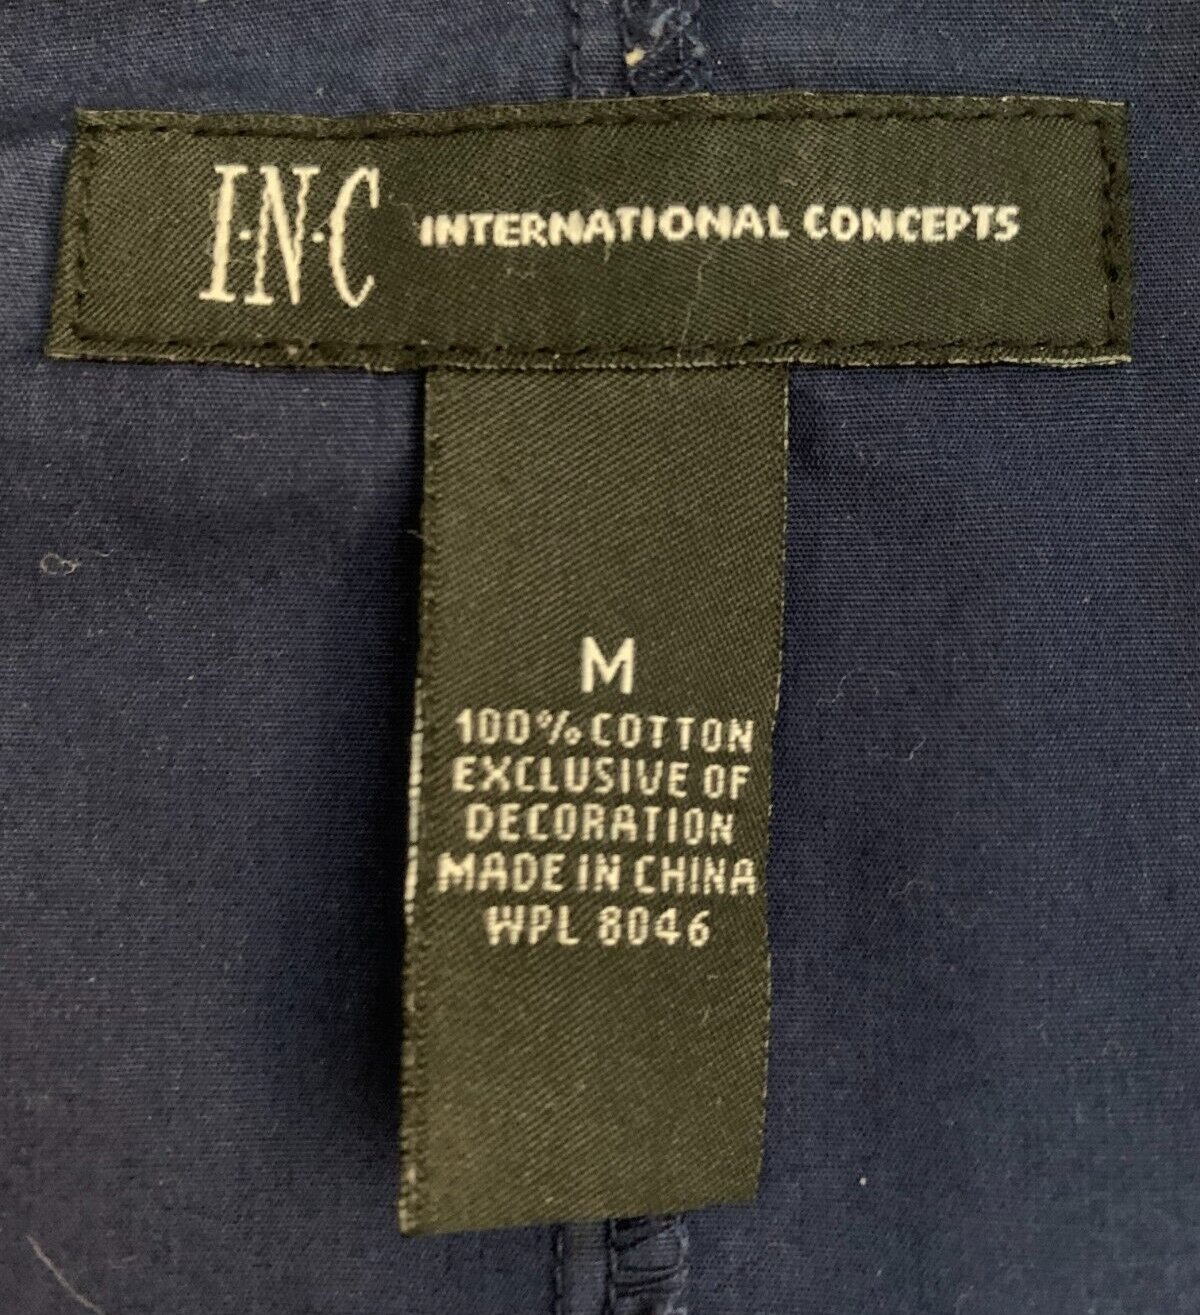 I·N·C INTERNATIONAL CONCEPTS
M
100% COTTON
EXCLUSIVE OF
DECORATION
MADE IN CHINA
WPL 8046